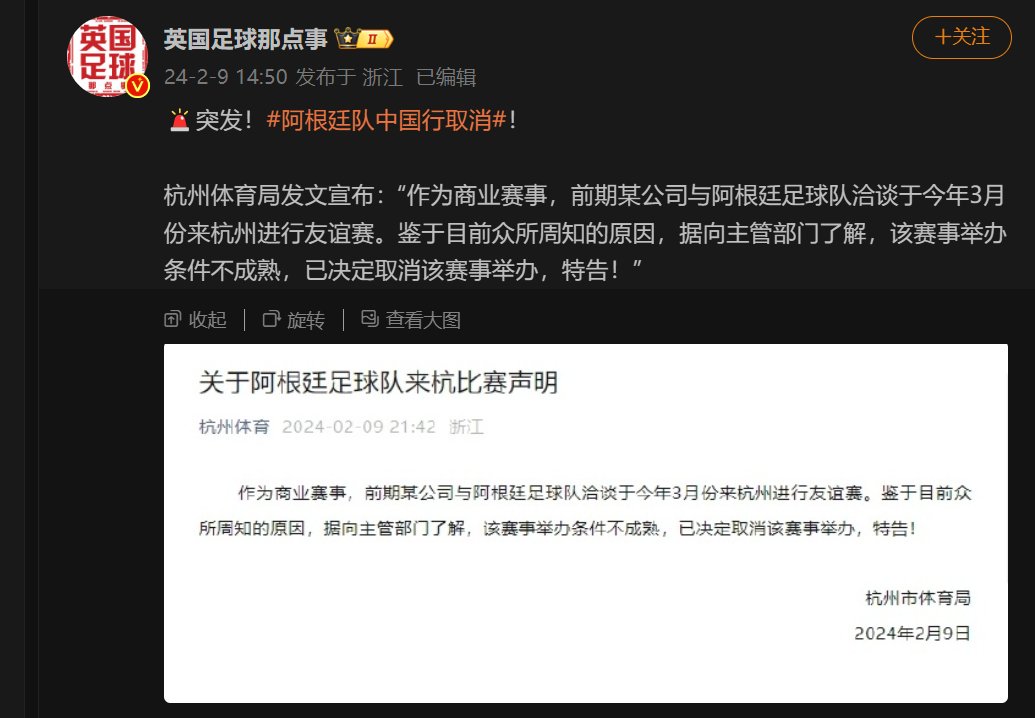 英国足球
那点事
英国足球那点事 II
+关注
24-2-9 14:50 发布于 浙江 已编辑
突发！#阿根廷队中国行取消#！
杭州体育局发文宣布：“作为商业赛事，前期某公司与阿根廷足球队洽谈于今年3月
份来杭州进行友谊赛。鉴于目前众所周知的原因，据向主管部门了解，该赛事举办
条件不成熟，已决定取消该赛事举办，特告！”
收起 旋转 查看大图
关于阿根廷足球队来杭比赛声明
杭州体育 2024-02-09 21:42 浙江
作为商业赛事，前期某公司与阿根廷足球队洽谈于今年3月份来杭州进行友谊赛。鉴于目前众
所周知的原因，据向主管部门了解，该赛事举办条件不成熟，已决定取消该赛事举办，特告！
杭州市体育局
2024年2月9日